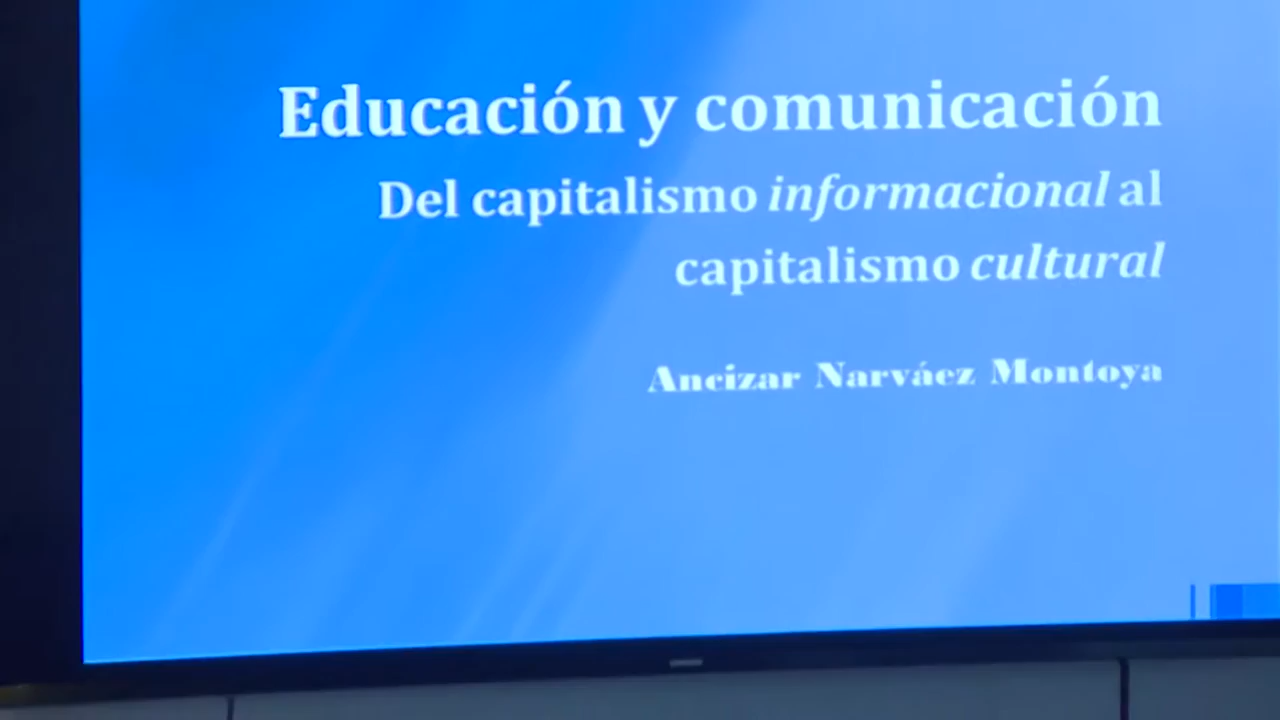 Educación y comunicación
Del capitalismo informacional al
capitalismo cultural
Ancizar Narváez Montoya